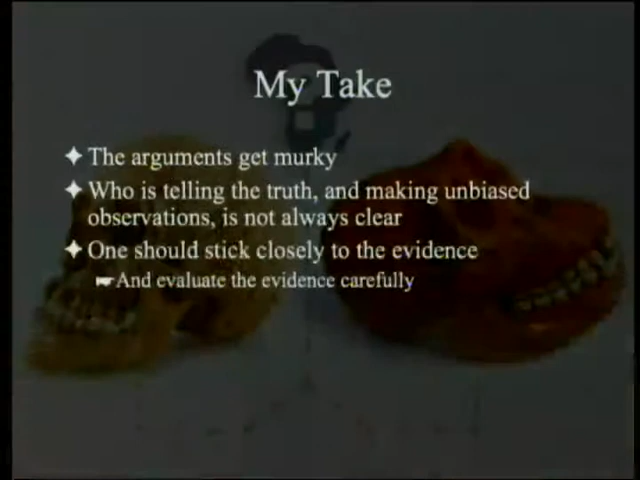 My Take
The arguments get murky
Who is telling the truth, and making unbiased
observations, is not always clear
One should stick closely to the evidence
And evaluate the evidence carefully